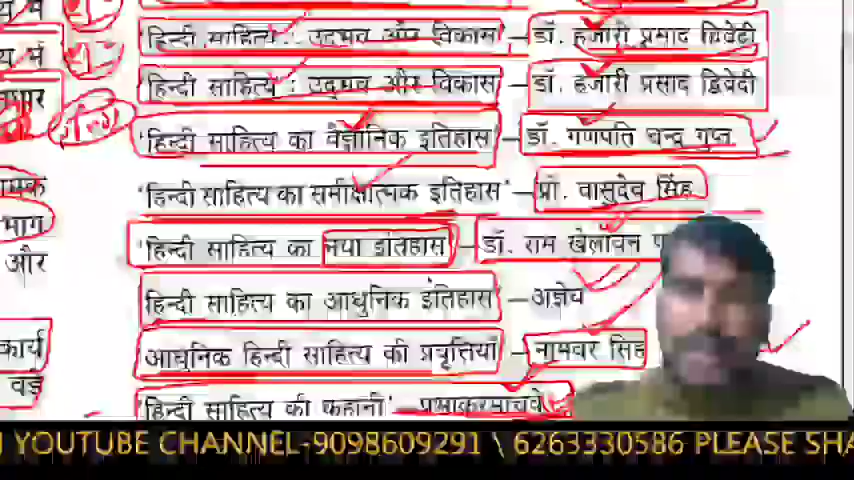 हिन्दी साहित्य : उद्भव और विकास – डॉ. हजारी प्रसाद द्विवेदी
हिन्दी साहित्य : उद्भव और विकास – डॉ. हजारी प्रसाद द्विवेदी
'हिन्दी साहित्य का वैज्ञानिक इतिहास – डॉ. गणपति चन्द्र गुप्त
'हिन्दी साहित्य का समीक्षात्मक इतिहास' – प्रो. वासुदेव सिंह
'हिन्दी साहित्य का नया इतिहास – डॉ. राम खेलावन
भाग
और
हिन्दी साहित्य का आधुनिक इतिहास – अज्ञेय
कार्य
आधुनिक हिन्दी साहित्य की प्रवृत्तियाँ – नामवर सिंह
हिन्दी साहित्य की कहानी' – प्रभाकर माचवे
YOUTUBE CHANNEL-9098609291 \ 6263330586 PLEASE SHA